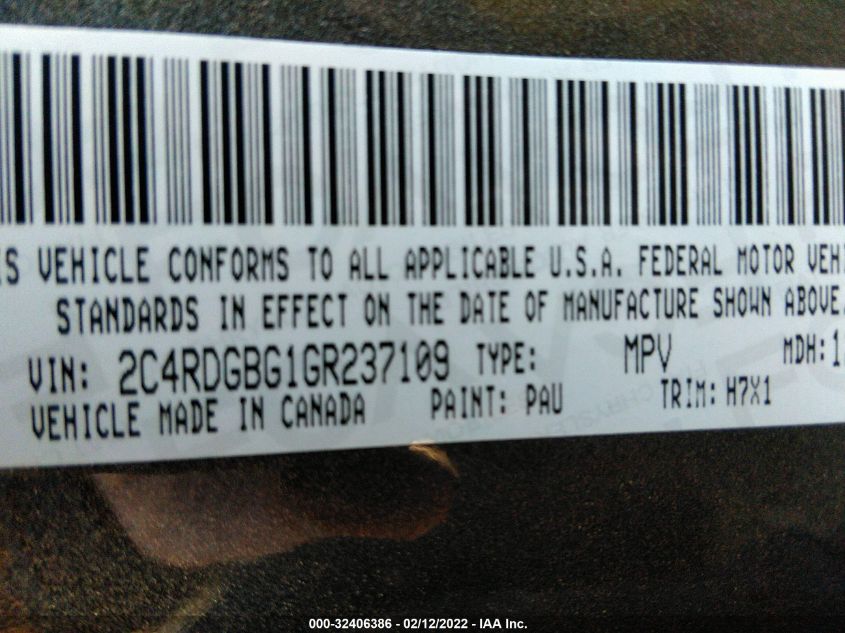 IS VEHICLE CONFORMS TO ALL APPLICABLE U.S.A. FEDERAL MOTOR VEHI
STANDARDS IN EFFECT ON THE DATE OF MANUFACTURE SHOWN ABOVE.
VIN: 2C4RDGBG1GR237109 TYPE: MPV MDH:1
VEHICLE MADE IN CANADA PAINT: PAU TRIM: H7X1
000-32406386 - 02/12/2022 - IAA Inc.